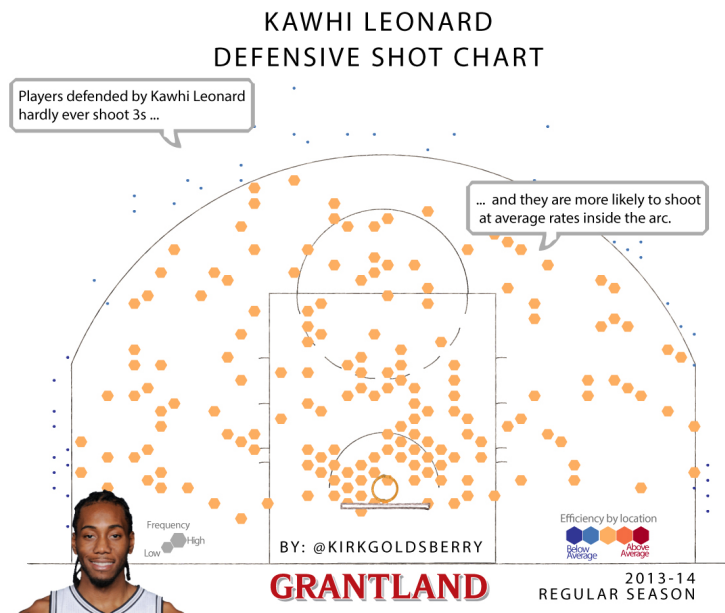 KAWHI LEONARD
DEFENSIVE SHOT CHART
Players defended by Kawhi Leonard
hardly ever shoot 3s ...
... and they are more likely to shoot
at average rates inside the arc.
Frequency
High
Low
BY: @KIRKGOLDSBERRY
GRANTLAND
Efficiency by location
Below
Average
Above
Average
2013-14
REGULAR SEASON